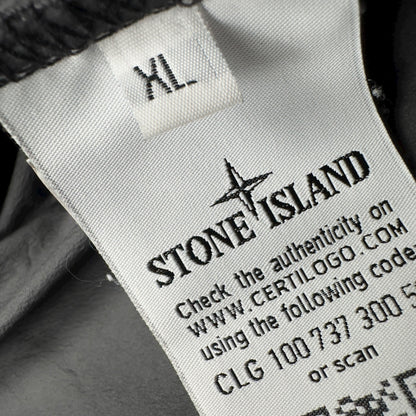 XL
STONE ISLAND
Check the authenticity on
WWW.CERTILOGO.COM
using the following code
CLG 100 737 300
or scan